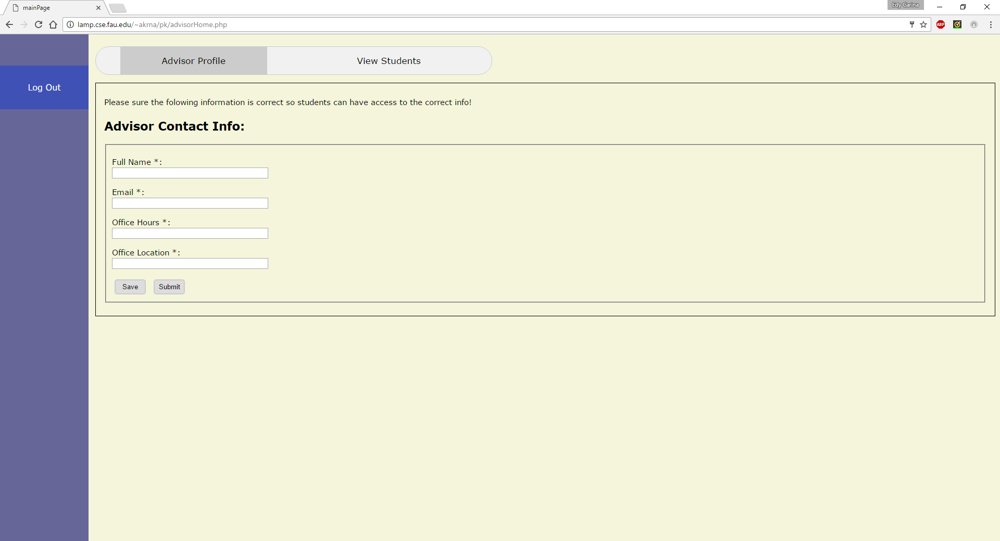 mainPage
Edy Carina
lamp.cse.fau.edu/~akrna/pk/advisorHome.php
ABP
Advisor Profile
View Students
Log Out
Please sure the folowing information is correct so students can have access to the correct info!
Advisor Contact Info:
Full Name *:
Email *:
Office Hours *:
Office Location *:
Save
Submit